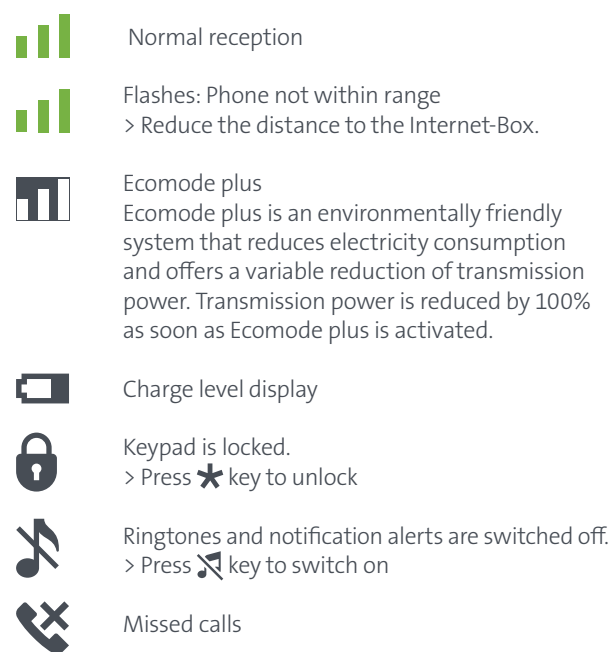 Normal reception
Flashes: Phone not within range
> Reduce the distance to the Internet-Box.
Ecomode plus
Ecomode plus is an environmentally friendly
system that reduces electricity consumption
and offers a variable reduction of transmission
power. Transmission power is reduced by 100%
as soon as Ecomode plus is activated.
Charge level display
Keypad is locked.
> Press * key to unlock
Ringtones and notification alerts are switched off.
> Press key to switch on
Missed calls